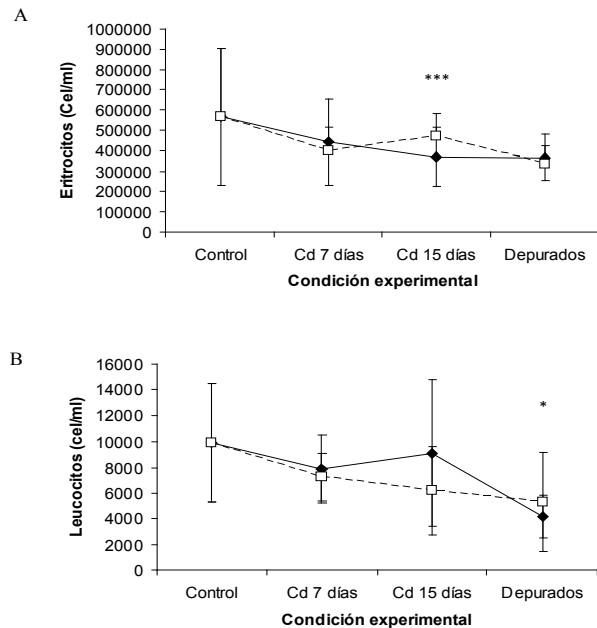 A
1000000
900000
800000
700000
600000
500000
400000
300000
200000
100000
0
Eritrocitos (Cel/ml)
***
Control Cd 7 días Cd 15 días Depurados
Condición experimental
B
16000
14000
12000
10000
8000
6000
4000
2000
0
Leucocitos (cel/ml)
*
Control Cd 7 días Cd 15 días Depurados
Condición experimental